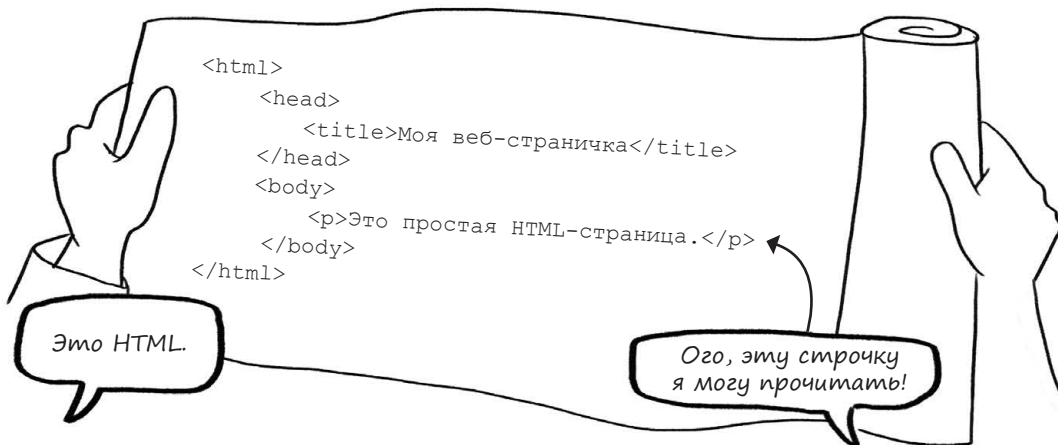 <html>
<head>
<title>Моя веб-страничка</title>
</head>
<body>
<p>Это простая HTML-страница.</p>
</body>
</html>
Это HTML.
Ого, эту строчку
я могу прочитать!